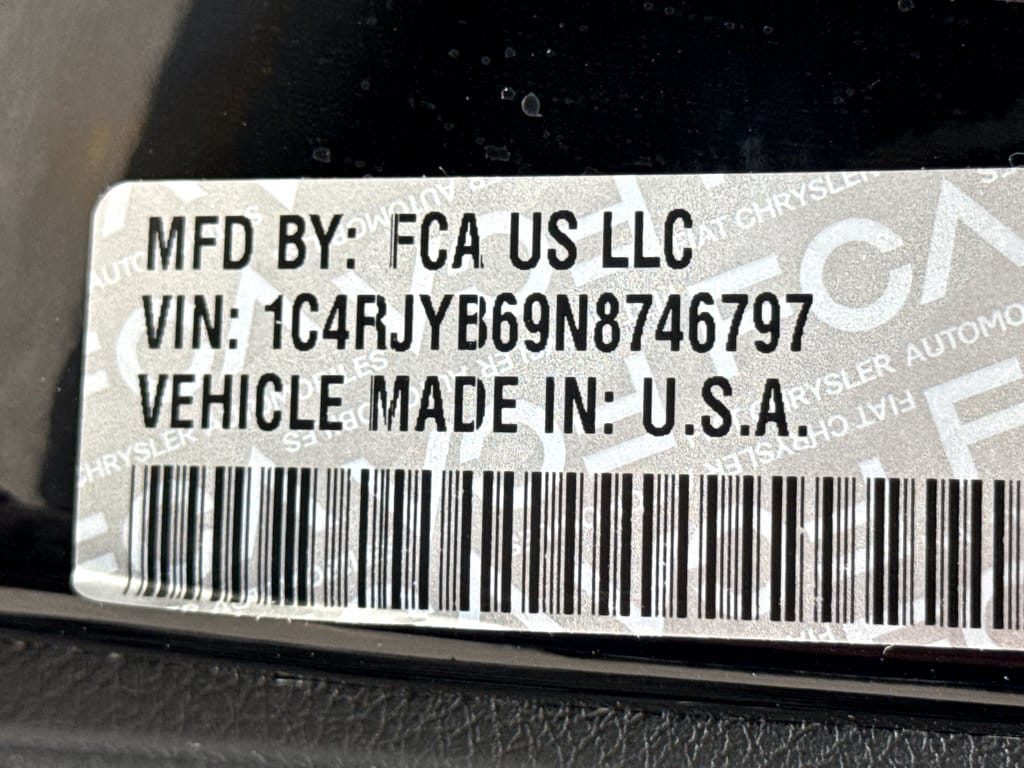 MFD BY: FCA US LLC
VIN: 1C4RJYB69N8746797
VEHICLE MADE IN: U.S.A.